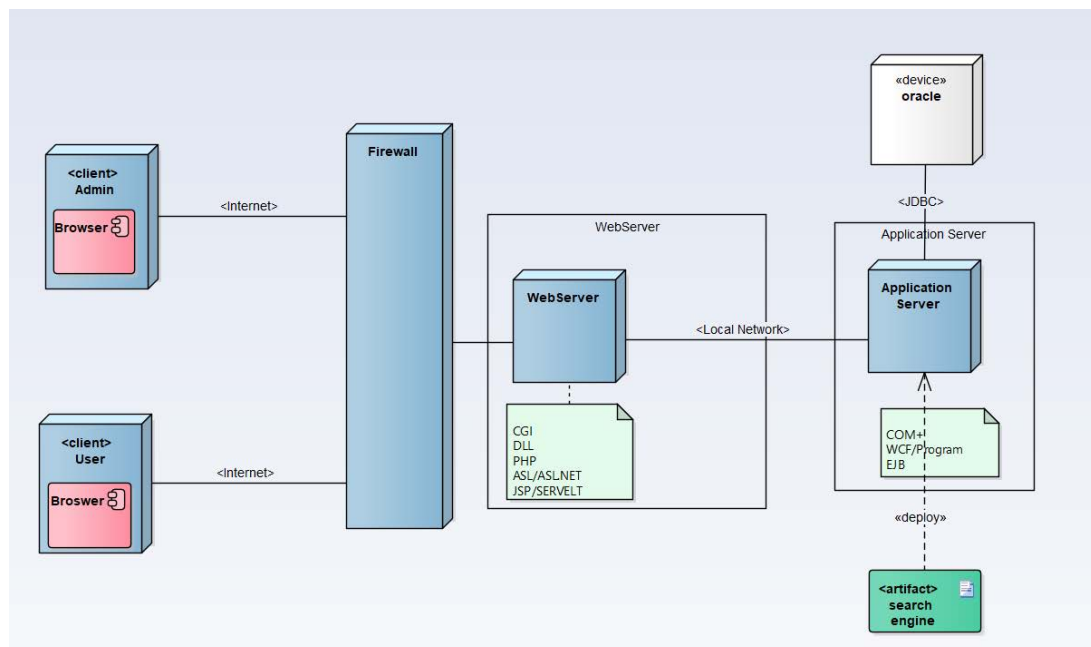 «device»
oracle
Firewall
<client>
Admin
Browser
<Internet>
<JDBC>
WebServer
Application Server
WebServer
Application
Server
<Local Network>
CGI
DLL
PHP
ASL/ASL.NET
JSP/SERVELT
COM+
WCF/Program
EJB
<client>
User
Broswer
<Internet>
«deploy»
<artifact>
search
engine